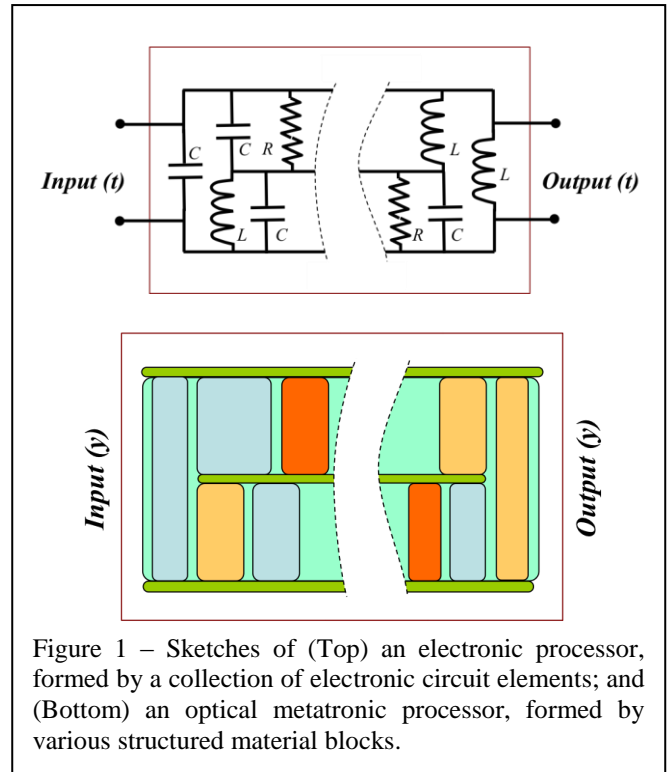 C
C
R
L
C
L
L
R
C
Input (t)
Output (t)
Input (y)
Output (y)
Figure 1 – Sketches of (Top) an electronic processor,
formed by a collection of electronic circuit elements; and
(Bottom) an optical metatronic processor, formed by
various structured material blocks.